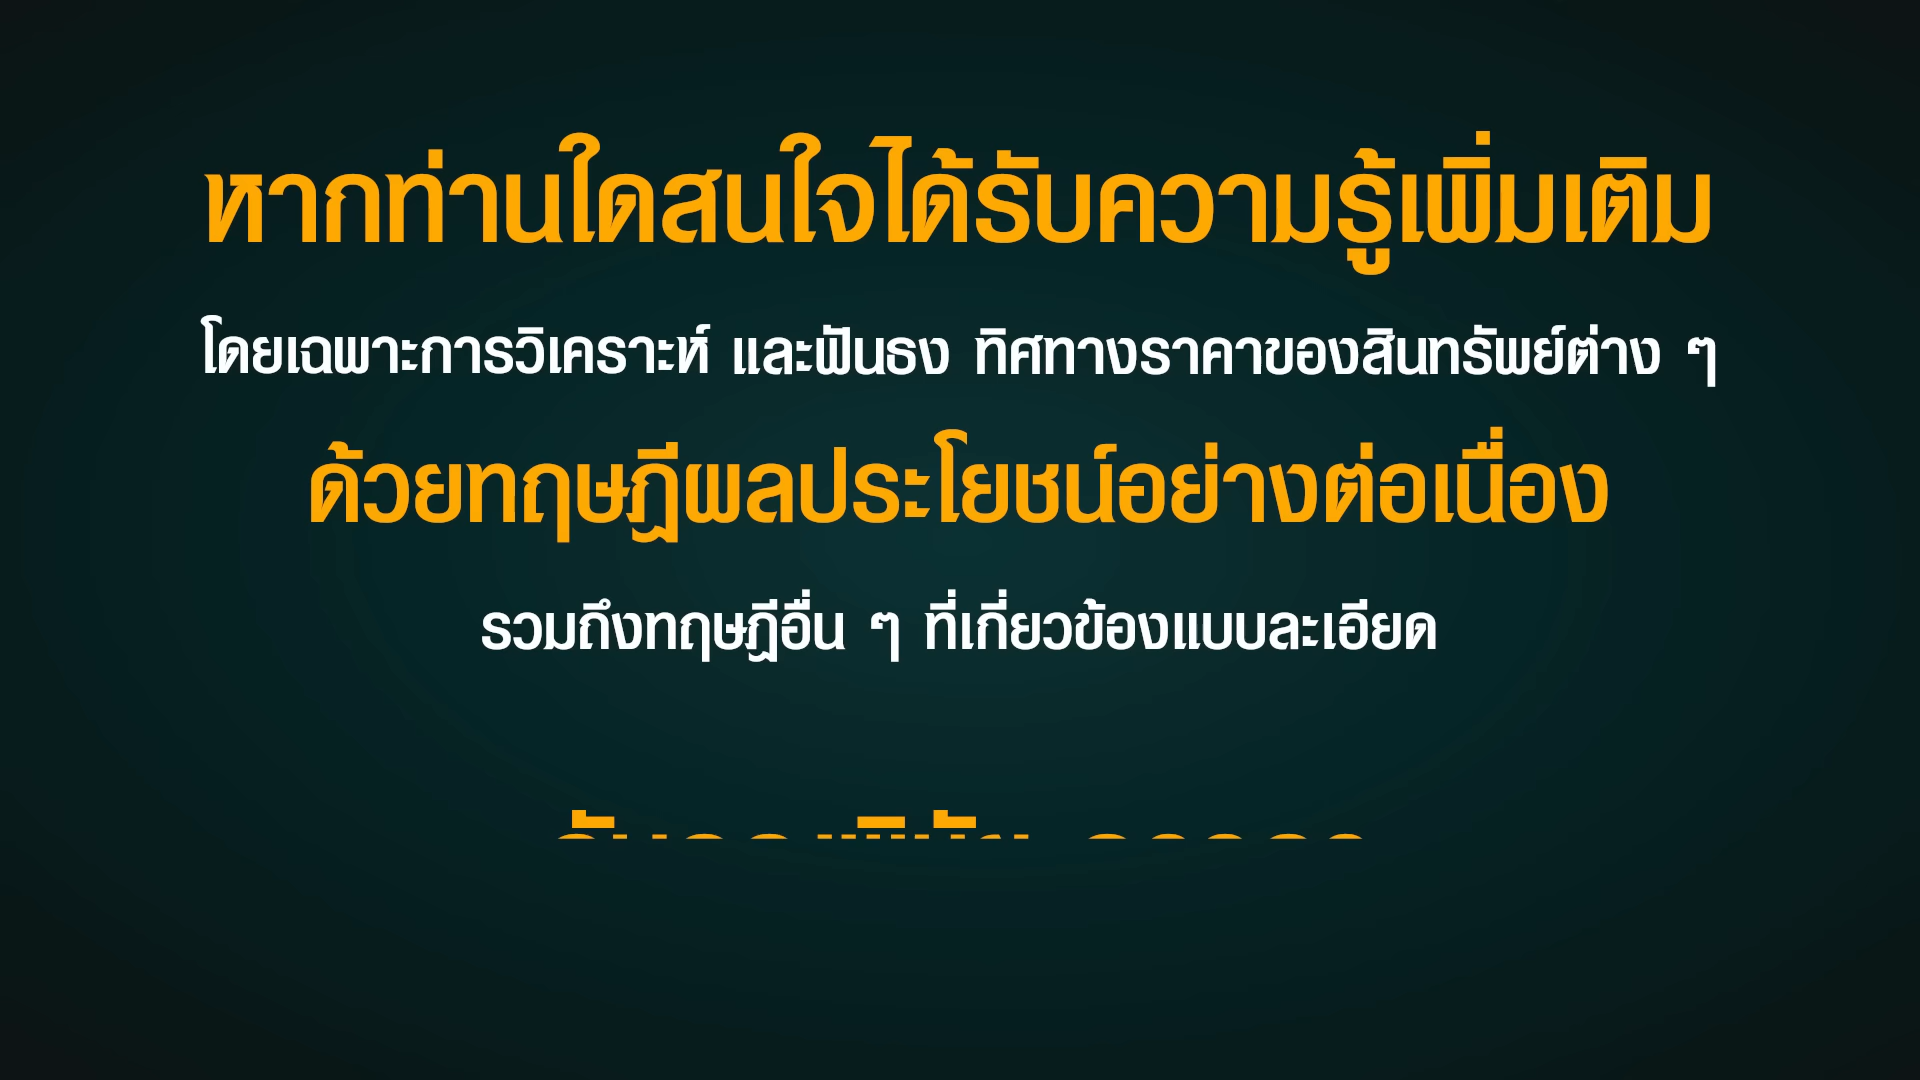 หากท่านใดสนใจได้รับความรู้เพิ่มเติม
โดยเฉพาะการวิเคราะห์ และฟันธง ทิศทางราคาของสินทรัพย์ต่าง ๆ
ด้วยทฤษฎีผลประโยชน์อย่างต่อเนื่อง
รวมถึงทฤษฎีอื่น ๆ ที่เกี่ยวข้องแบบละเอียด